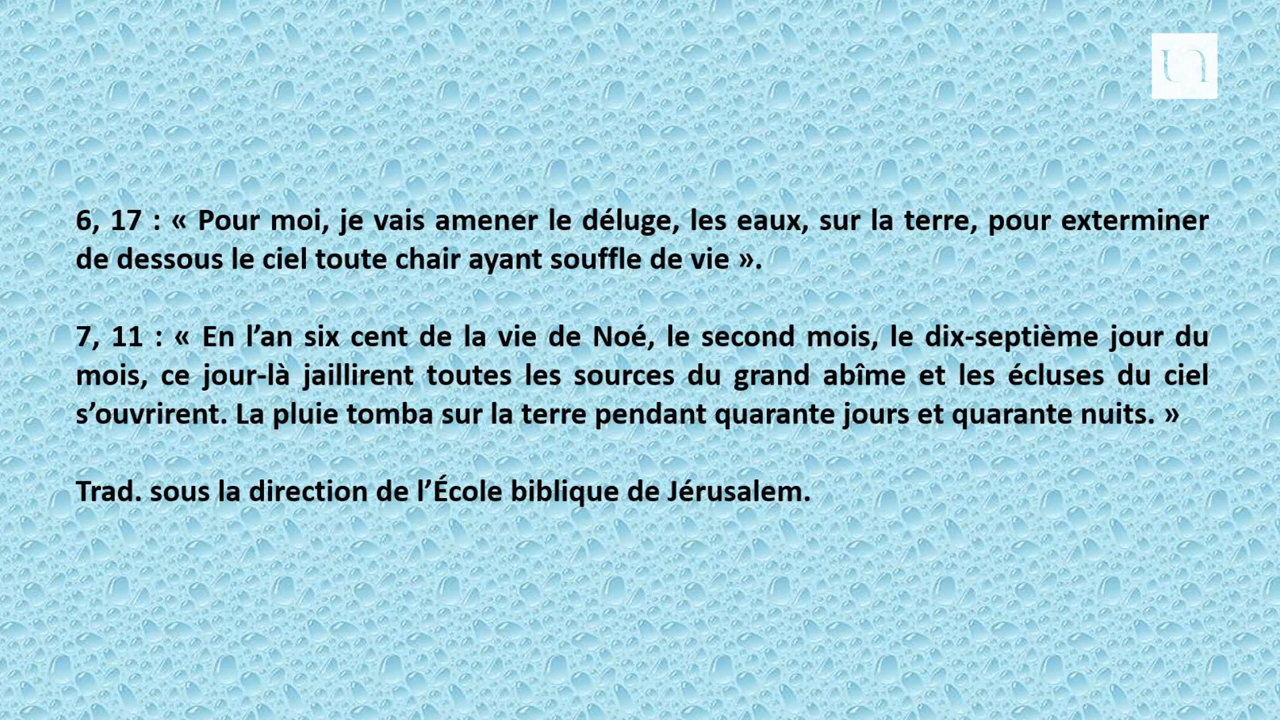 6, 17 : « Pour moi, je vais amener le déluge, les eaux, sur la terre, pour exterminer
de dessous le ciel toute chair ayant souffle de vie ».
7, 11 : « En l’an six cent de la vie de Noé, le second mois, le dix-septième jour du
mois, ce jour-là jaillirent toutes les sources du grand abîme et les écluses du ciel
s’ouvrirent. La pluie tomba sur la terre pendant quarante jours et quarante nuits. »
Trad. sous la direction de l’École biblique de Jérusalem.